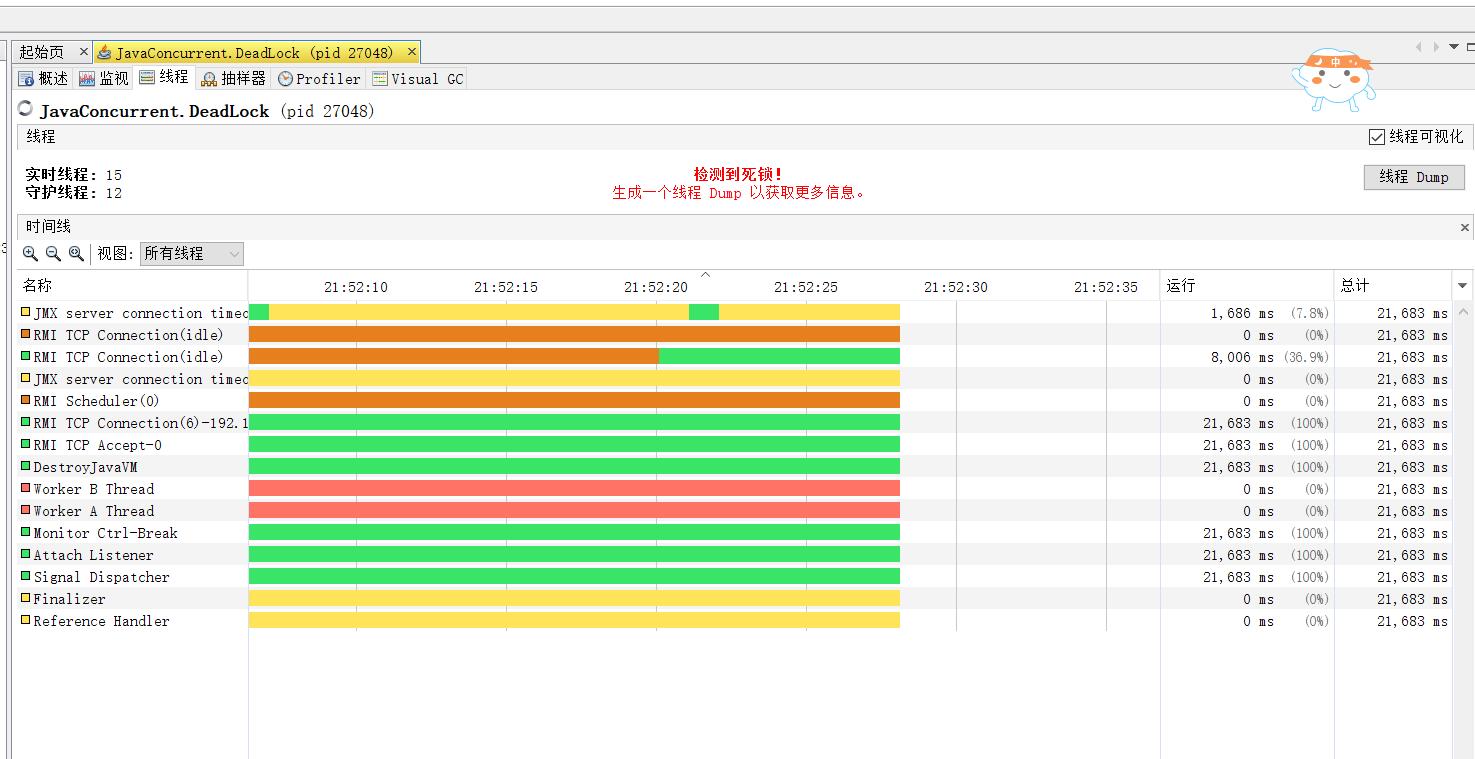 起始页 × JavaConcurrent.DeadLock (pid 27048) ×
概述 监视 线程 抽样器 Profiler Visual GC
中
JavaConcurrent.DeadLock (pid 27048)
线程 线程可视化
实时线程: 15
守护线程: 12
检测到死锁!
生成一个线程 Dump 以获取更多信息。
线程 Dump
时间线
视图: 所有线程
名称 21:52:10 21:52:15 21:52:20 21:52:25 21:52:30 21:52:35 运行 总计
JMX server connection timeo 1,686 ms (7.8%) 21,683 ms
RMI TCP Connection(idle) 0 ms (0%) 21,683 ms
RMI TCP Connection(idle) 8,006 ms (36.9%) 21,683 ms
JMX server connection timeo 0 ms (0%) 21,683 ms
RMI Scheduler(0) 0 ms (0%) 21,683 ms
RMI TCP Connection(6)-192.1 21,683 ms (100%) 21,683 ms
RMI TCP Accept-0 21,683 ms (100%) 21,683 ms
DestroyJavaVM 21,683 ms (100%) 21,683 ms
Worker B Thread 0 ms (0%) 21,683 ms
Worker A Thread 0 ms (0%) 21,683 ms
Monitor Ctrl-Break 21,683 ms (100%) 21,683 ms
Attach Listener 21,683 ms (100%) 21,683 ms
Signal Dispatcher 21,683 ms (100%) 21,683 ms
Finalizer 0 ms (0%) 21,683 ms
Reference Handler 0 ms (0%) 21,683 ms